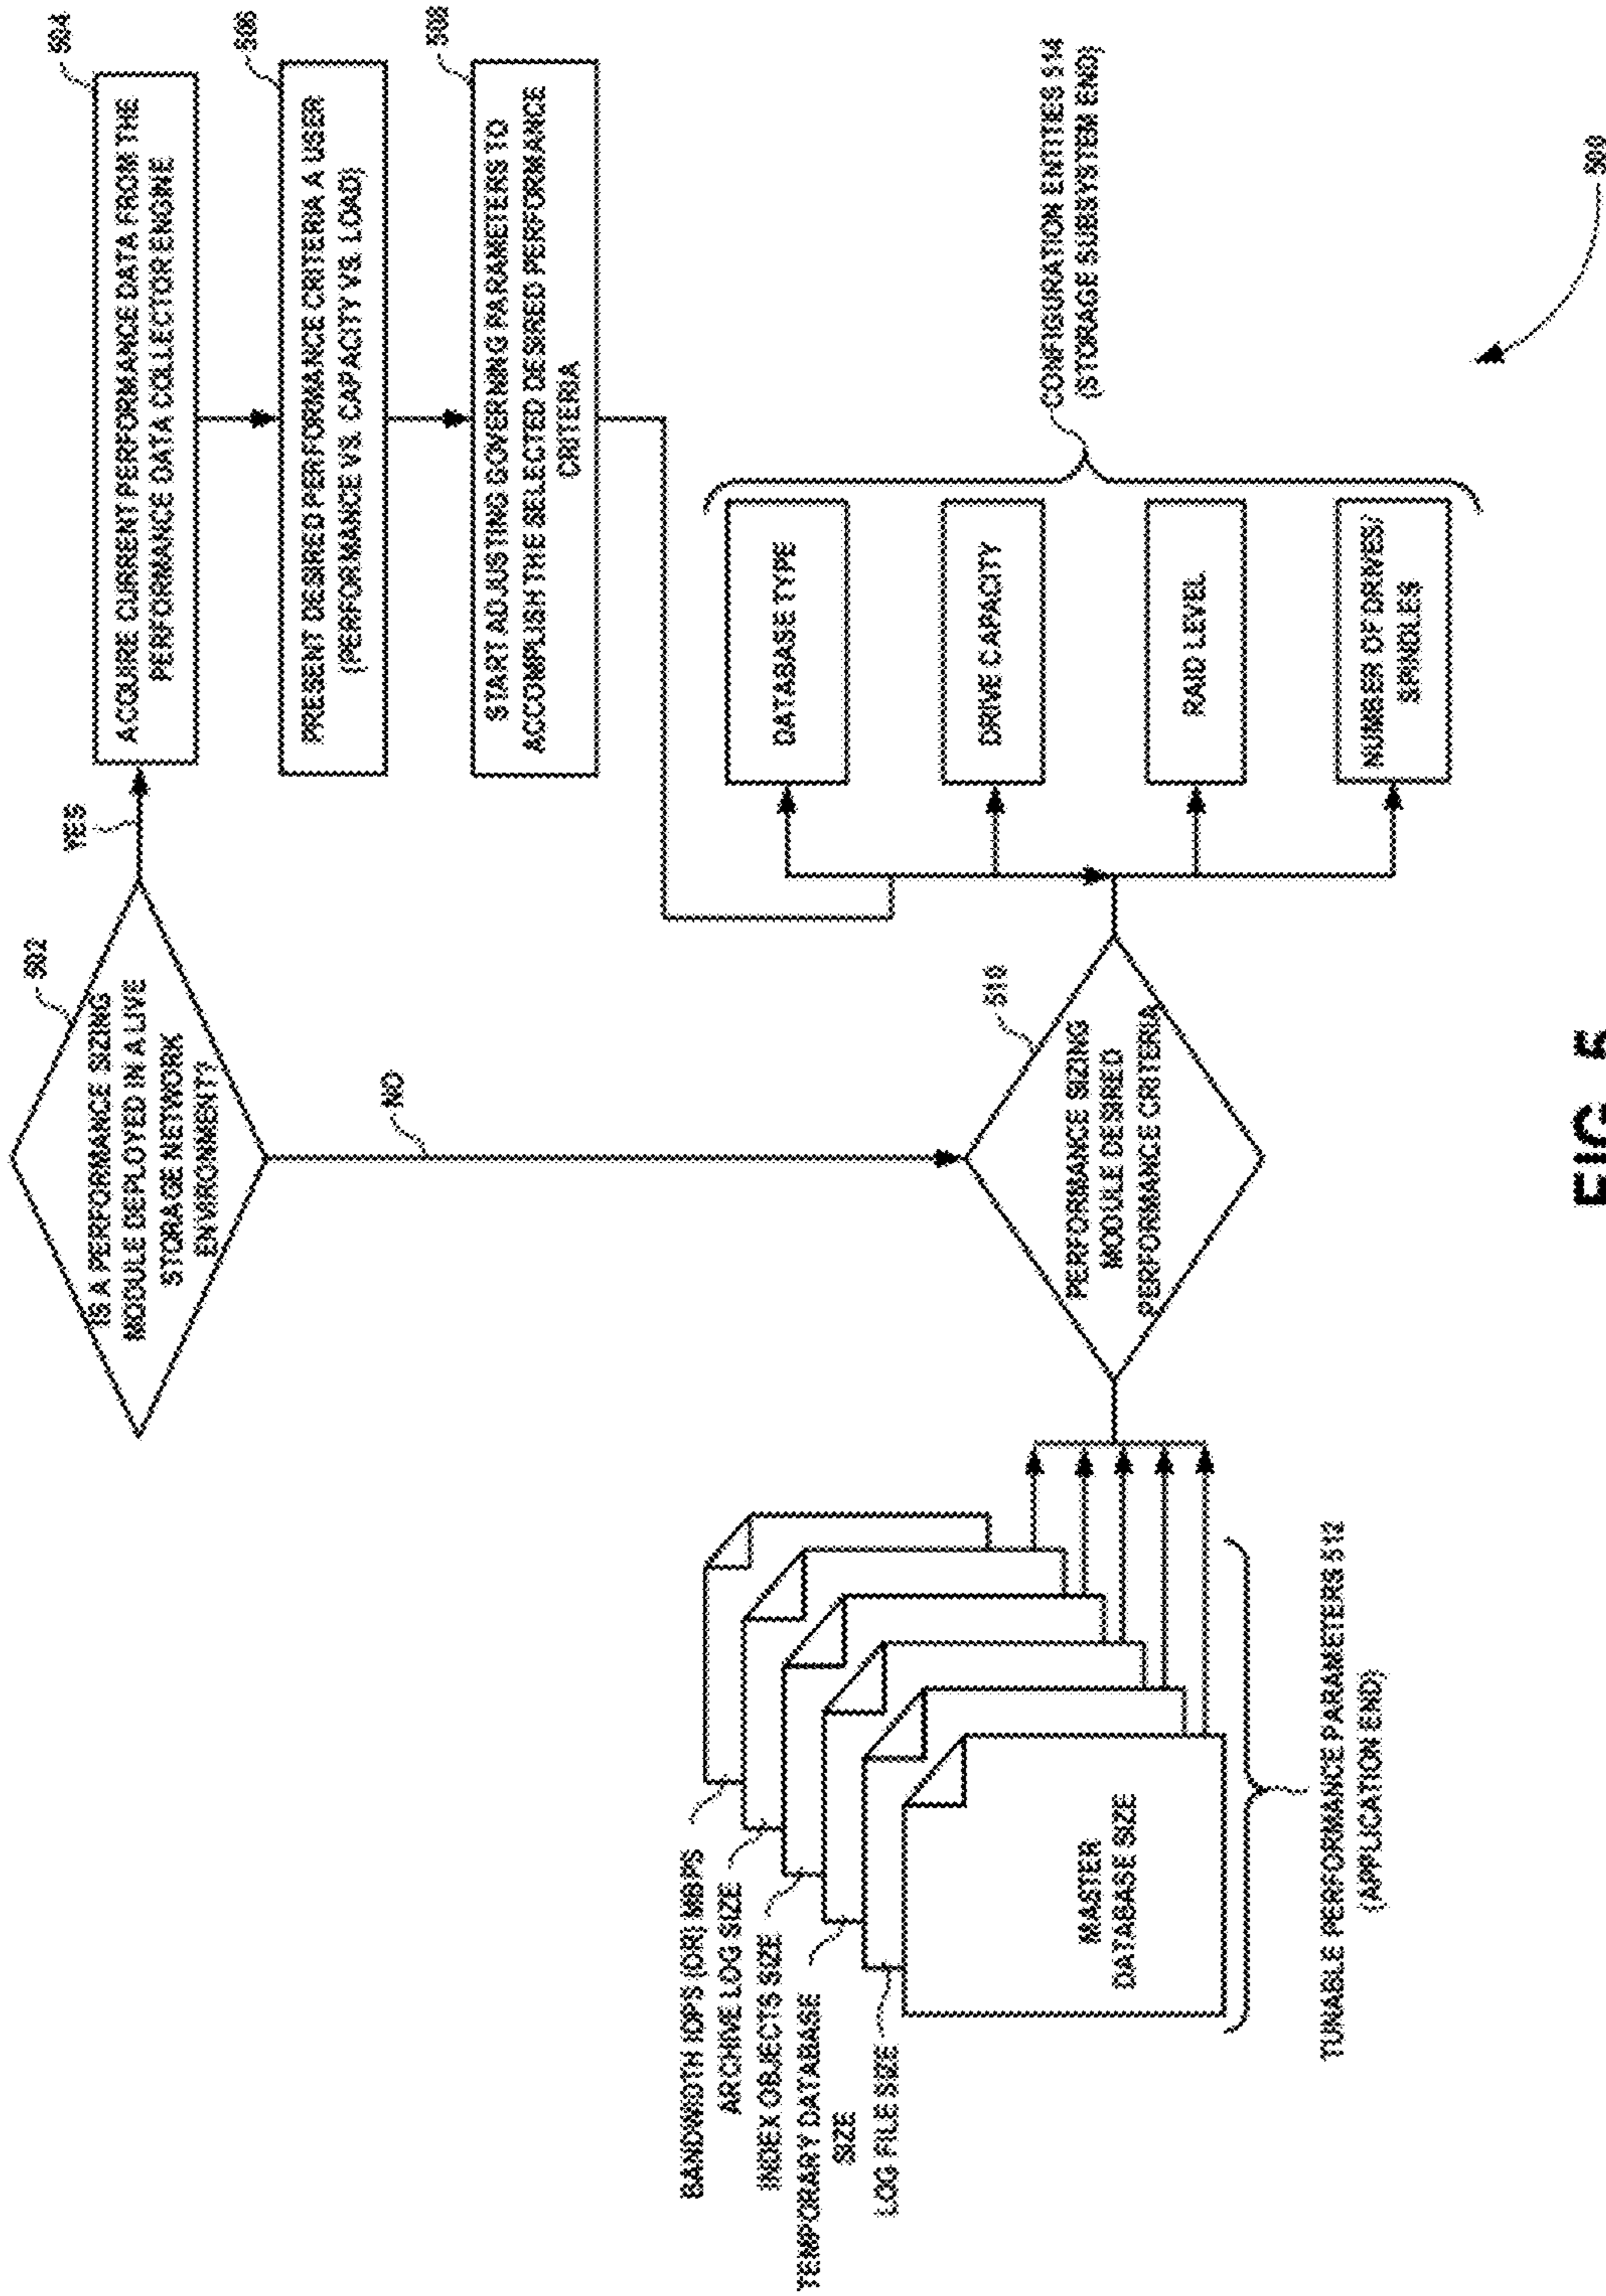 502
IS A PERFORMANCE SIZING
MODULE DEPLOYED IN A LIVE
STORAGE NETWORK
ENVIRONMENT?
YES
504
ACQUIRE CURRENT PERFORMANCE DATA FROM THE
PERFORMANCE DATA COLLECTOR ENGINE
506
PRESENT DESIRED PERFORMANCE CRITERIA A USER
(PERFORMANCE VS. CAPACITY VS. LOAD)
508
START ADJUSTING GOVERNING PARAMETERS TO
ACCOMPLISH THE SELECTED DESIRED PERFORMANCE
CRITERIA
NO
BANDWIDTH IOPS (OR) MBPS
ARCHIVE LOG SIZE
INDEX OBJECTS SIZE
TEMPORARY DATABASE
SIZE
LOG FILE SIZE
MASTER
DATABASE SIZE
TUNABLE PERFORMANCE PARAMETERS 512
(APPLICATION END)
510
PERFORMANCE SIZING
MODULE DESIRED
PERFORMANCE CRITERIA
DATABASE TYPE
DRIVE CAPACITY
RAID LEVEL
NUMBER OF DRIVES/
SPINDLES
CONFIGURATION ENTITES 514
(STORAGE SUBSYSTEM END)
500
FIG. 5